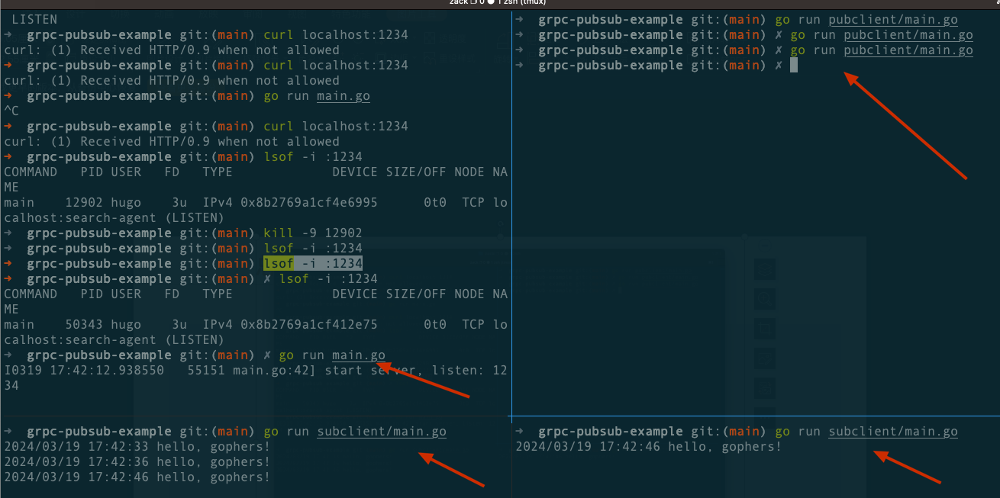 zack ❐ 0 ● 1 zsh (tmux)
LISTEN
➜ grpc-pubsub-example git:(main) curl localhost:1234
curl: (1) Received HTTP/0.9 when not allowed
➜ grpc-pubsub-example git:(main) curl localhost:1234
curl: (1) Received HTTP/0.9 when not allowed
➜ grpc-pubsub-example git:(main) go run main.go
^C
➜ grpc-pubsub-example git:(main) curl localhost:1234
curl: (1) Received HTTP/0.9 when not allowed
➜ grpc-pubsub-example git:(main) lsof -i :1234
COMMAND PID USER FD TYPE DEVICE SIZE/OFF NODE NA
ME
main 12902 hugo 3u IPv4 0x8b2769a1cf4e6995 0t0 TCP lo
calhost:search-agent (LISTEN)
➜ grpc-pubsub-example git:(main) kill -9 12902
➜ grpc-pubsub-example git:(main) lsof -i :1234
➜ grpc-pubsub-example git:(main) lsof -i :1234
➜ grpc-pubsub-example git:(main) ✗ lsof -i :1234
COMMAND PID USER FD TYPE DEVICE SIZE/OFF NODE NA
ME
main 50343 hugo 3u IPv4 0x8b2769a1cf412e75 0t0 TCP lo
calhost:search-agent (LISTEN)
➜ grpc-pubsub-example git:(main) ✗ go run main.go
I0319 17:42:12.938550 55151 main.go:42] start server, listen: 12
34
➜ grpc-pubsub-example git:(main) go run pubclient/main.go
➜ grpc-pubsub-example git:(main) ✗ go run pubclient/main.go
➜ grpc-pubsub-example git:(main) ✗ go run pubclient/main.go
➜ grpc-pubsub-example git:(main) ✗
➜ grpc-pubsub-example git:(main) go run subclient/main.go
2024/03/19 17:42:33 hello, gophers!
2024/03/19 17:42:36 hello, gophers!
2024/03/19 17:42:46 hello, gophers!
➜ grpc-pubsub-example git:(main) go run subclient/main.go
2024/03/19 17:42:46 hello, gophers!